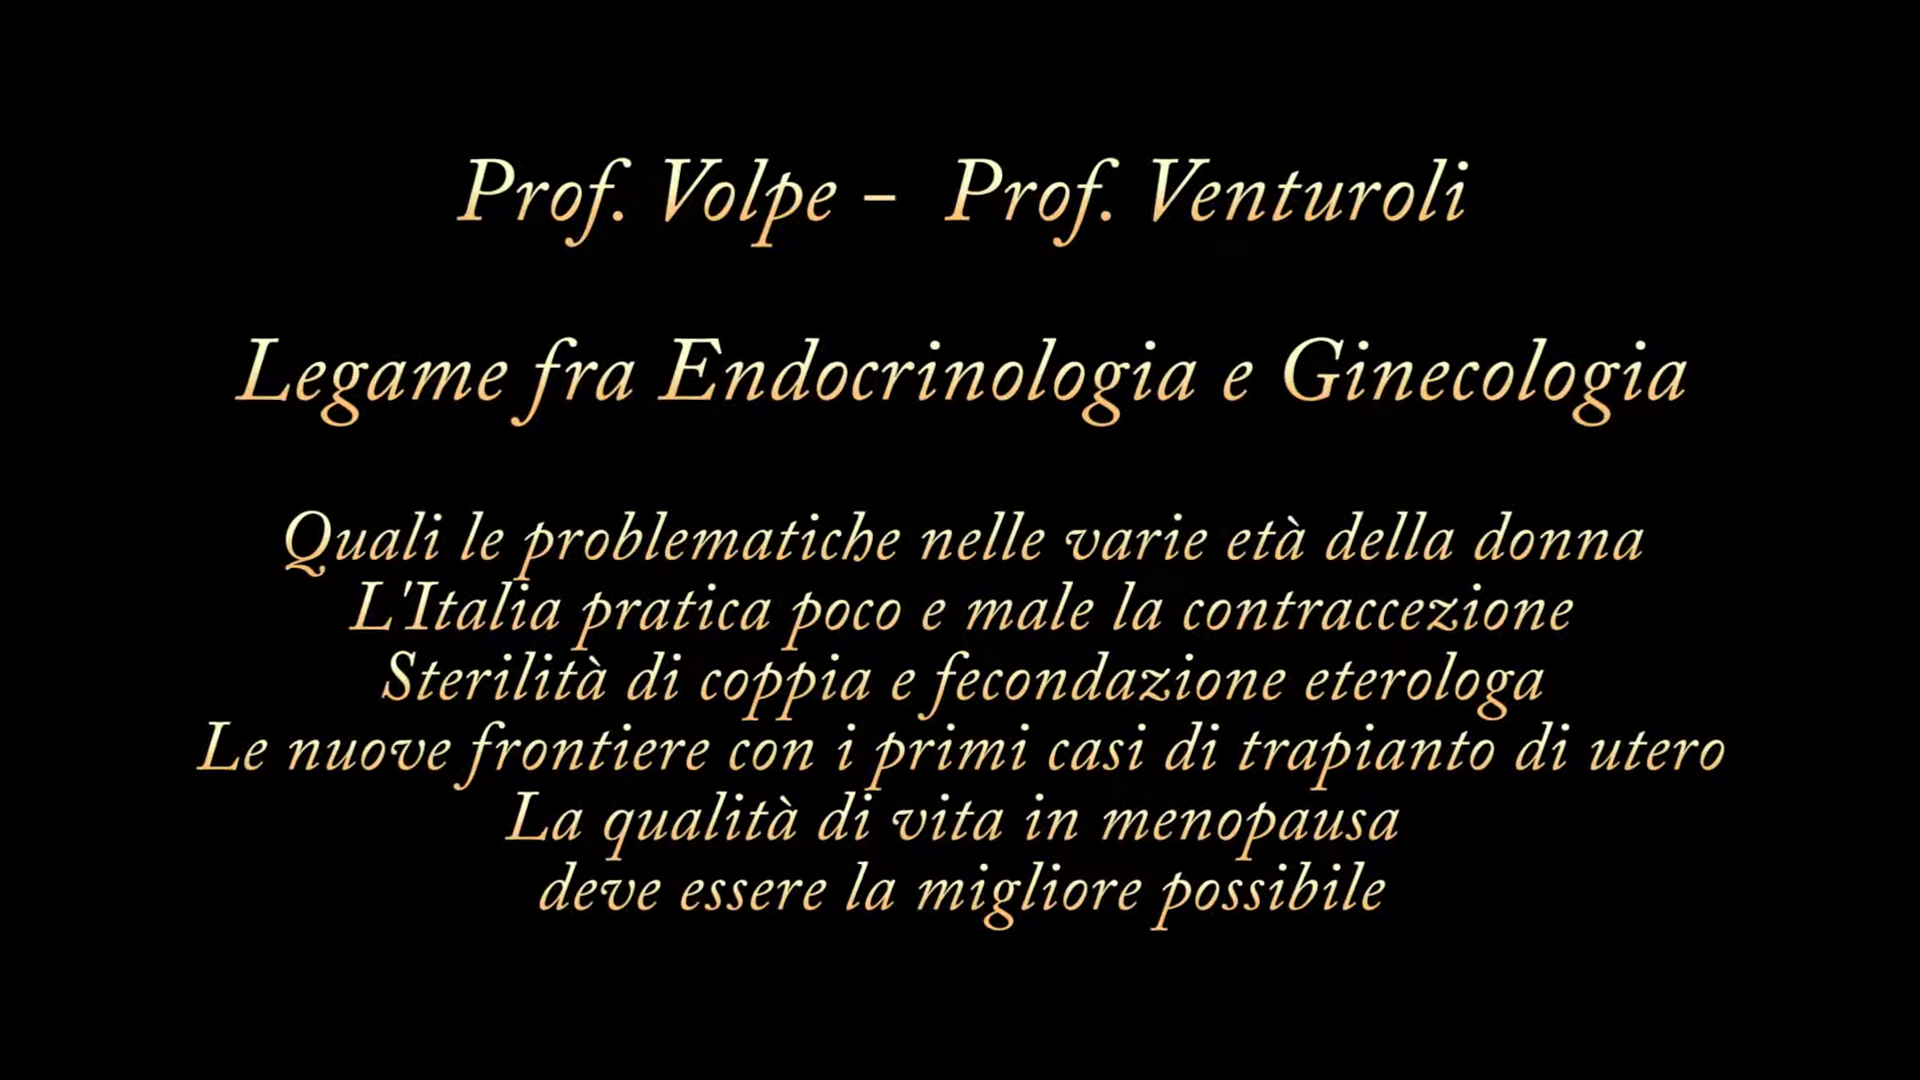 Prof. Volpe - Prof. Venturoli
Legame fra Endocrinologia e Ginecologia
Quali le problematiche nelle varie età della donna
L'Italia pratica poco e male la contraccezione
Sterilità di coppia e fecondazione eterologa
Le nuove frontiere con i primi casi di trapianto di utero
La qualità di vita in menopausa
deve essere la migliore possibile